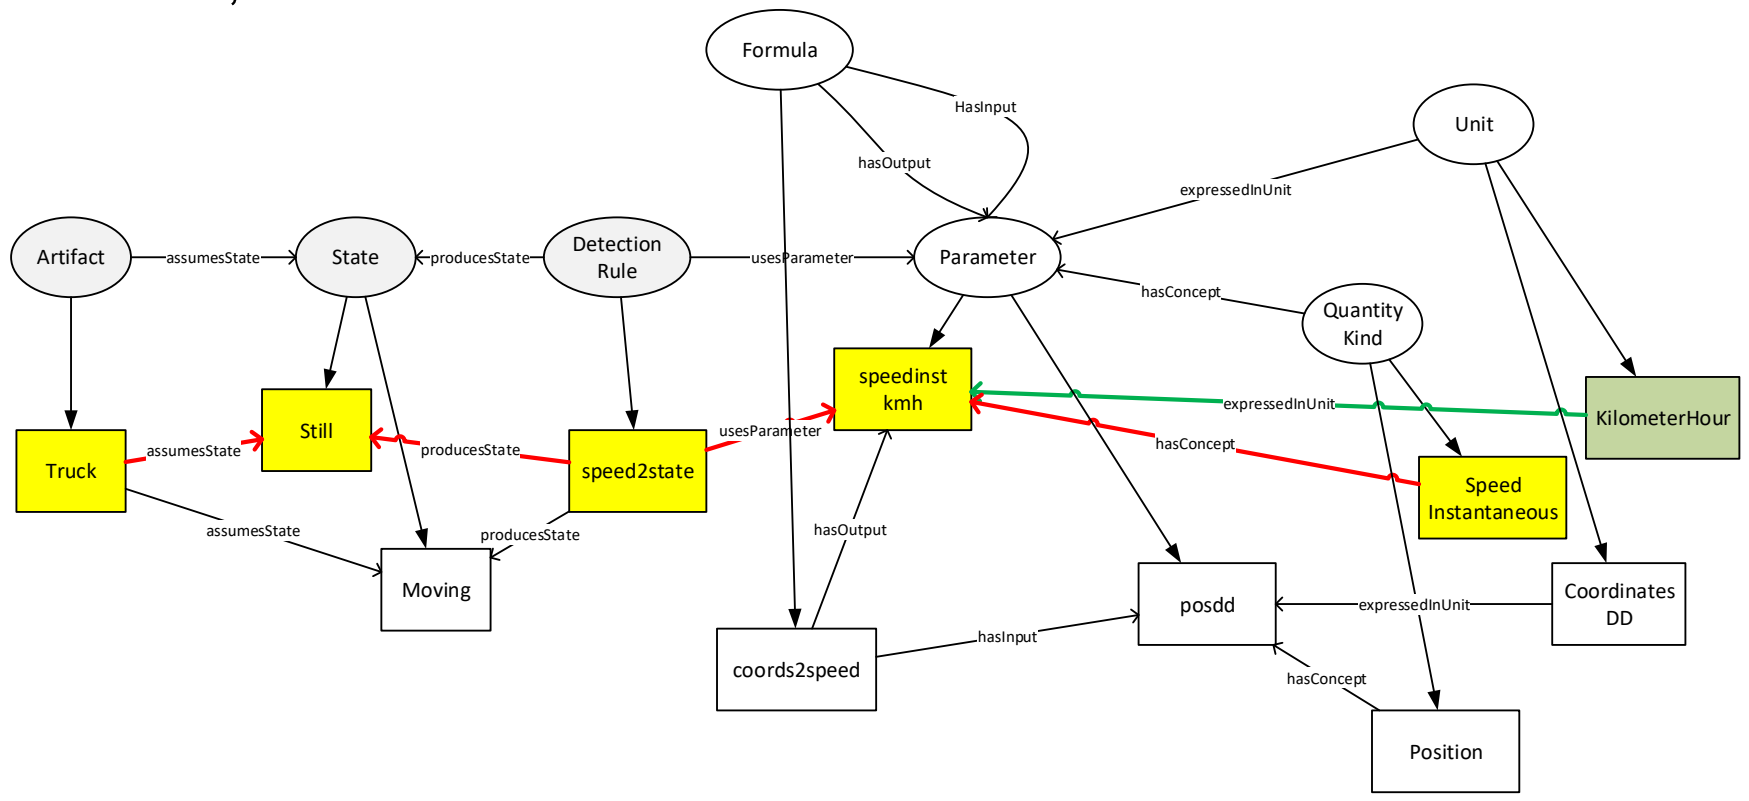 Formula
HasInput
Unit
hasOutput
expressedInUnit
Artifact
assumesState
State
producesState
Detection
Rule
usesParameter
Parameter
hasConcept
Quantity
Kind
speedinst
kmh
expressedInUnit
KilometerHour
Still
usesParameter
hasConcept
Truck
assumesState
producesState
speed2state
Speed
Instantaneous
assumesState
producesState
hasOutput
Moving
posdd
expressedInUnit
Coordinates
DD
coords2speed
hasInput
hasConcept
Position